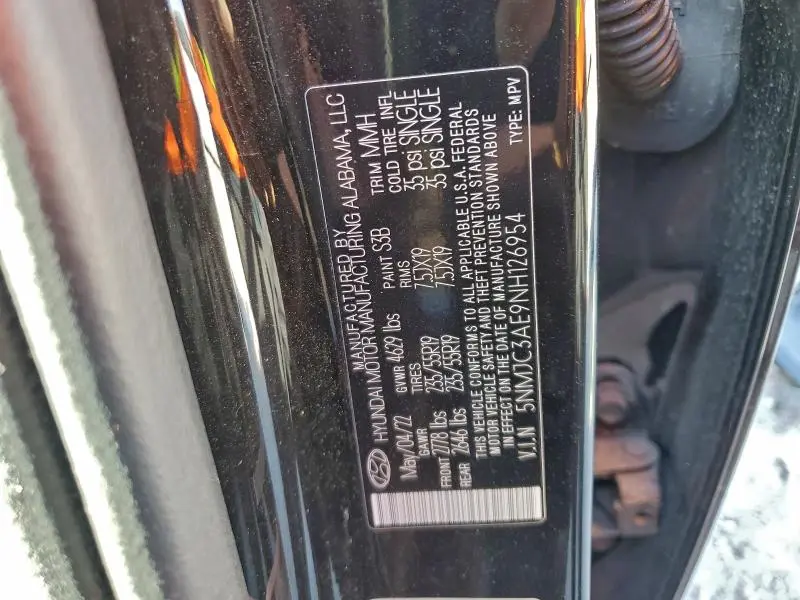 MANUFACTURED BY
HYUNDAI MOTOR MANUFACTURING ALABAMA, LLC
May/04/22 GVWR 4629 lbs PAINT S3B TRIM MMH
GAWR TIRES RIMS COLD TIRE INFL
FRONT 2778 lbs 235/55R19 7.5JX19 35 psi SINGLE
REAR 2646 lbs 235/55R19 7.5JX19 35 psi SINGLE
THIS VEHICLE CONFORMS TO ALL APPLICABLE U.S.A. FEDERAL
MOTOR VEHICLE SAFETY AND THEFT PREVENTION STANDARDS
IN EFFECT ON THE DATE OF MANUFACTURE SHOWN ABOVE
V.I.N 5NMJC3AE9NH126954 TYPE: MPV